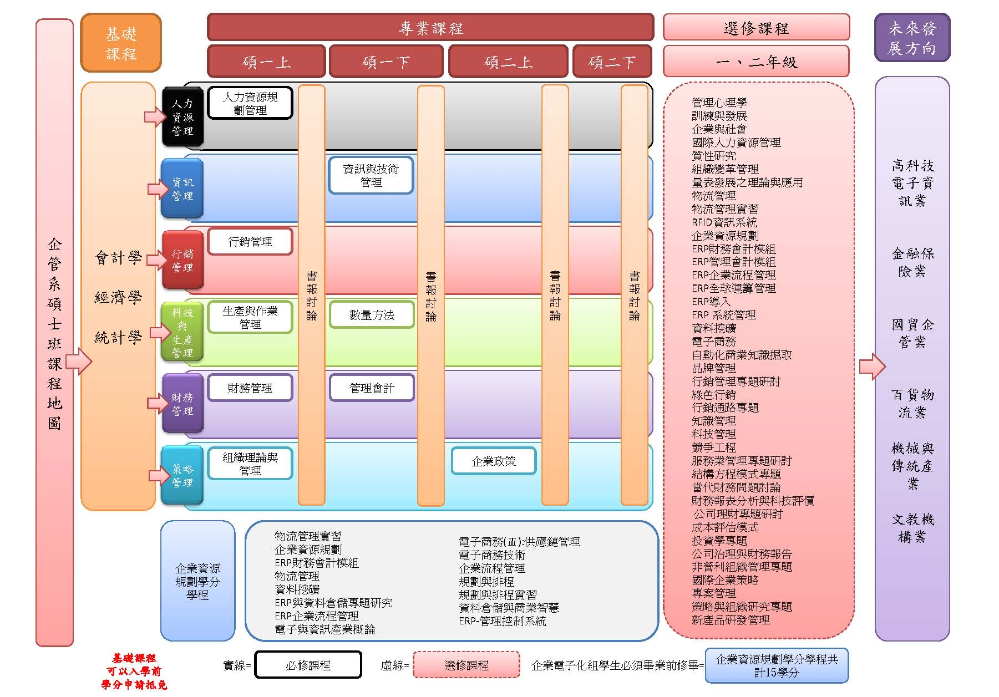 企管系碩士班課程地圖
基礎
課程
會計學
經濟學
統計學
專業課程
碩一上
碩一下
碩二上
碩二下
人力
資源
管理
人力資源規
劃管理
資訊
管理
資訊與技術
管理
行銷
管理
行銷管理
科技
與
生產
管理
生產與作業
管理
數量方法
財務
管理
財務管理
管理會計
策略
管理
組織理論與
管理
企業政策
書報討論
書報討論
書報討論
書報討論
選修課程
一、二年級
管理心理學
訓練與發展
企業與社會
國際人力資源管理
質性研究
組織變革管理
量表發展之理論與應用
物流管理
物流管理實習
RFID資訊系統
企業資源規劃
ERP財務會計模組
ERP管理會計模組
ERP企業流程管理
ERP全球運籌管理
ERP導入
ERP 系統管理
資料挖礦
電子商務
自動化商業知識掘取
品牌管理
行銷管理專題研討
綠色行銷
行銷通路專題
知識管理
科技管理
競爭工程
服務業管理專題研討
結構方程模式專題
當代財務問題討論
財務報表分析與科技評價
公司理財專題研討
成本評估模式
投資學專題
公司治理與財務報告
非營利組織管理專題
國際企業策略
專案管理
策略與組織研究專題
新產品研發管理
未來發
展方向
高科技
電子資
訊業
金融保
險業
國貿企
管業
百貨物
流業
機械與
傳統產
業
文教機
構業
企業資源
規劃學分
學程
物流管理實習
企業資源規劃
ERP財務會計模組
物流管理
資料挖礦
ERP與資料倉儲專題研究
ERP企業流程管理
電子與資訊產業概論
電子商務(Ⅲ):供應鏈管理
電子商務技術
企業流程管理
規劃與排程
規劃與排程實習
資料倉儲與商業智慧
ERP-管理控制系統
基礎課程
可以入學前
學分申請抵免
實線=
必修課程
虛線=
選修課程
企業電子化組學生必須畢業前修畢=
企業資源規劃學分學程共
計15學分